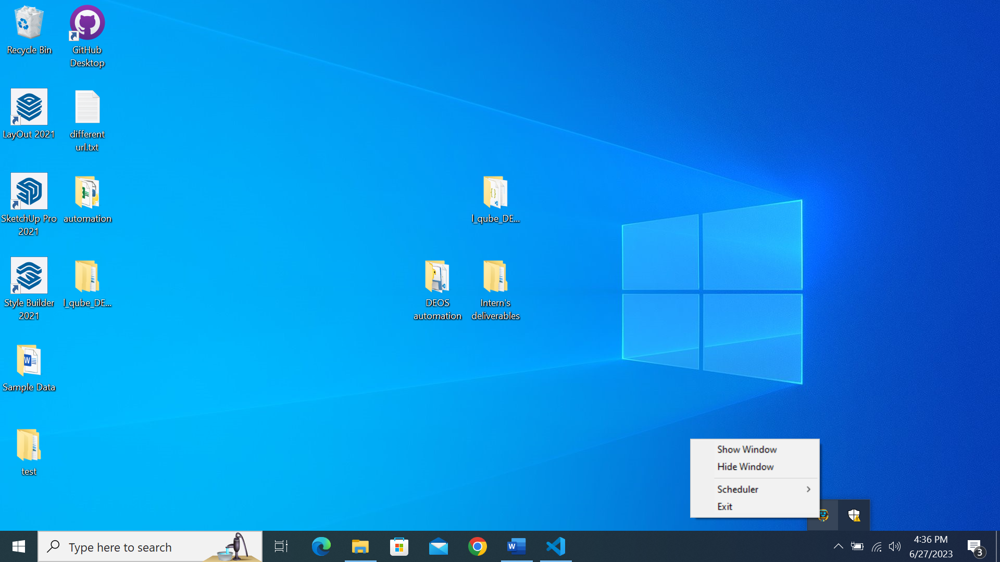 Recycle Bin
GitHub
Desktop
LayOut 2021
different
url.txt
SketchUp Pro
2021
automation
l_qube_DE...
Style Builder
2021
l_qube_DE...
DEOS
automation
Intern's
deliverables
Sample Data
test
Show Window
Hide Window
Scheduler
Exit
Type here to search
4:36 PM
6/27/2023
3